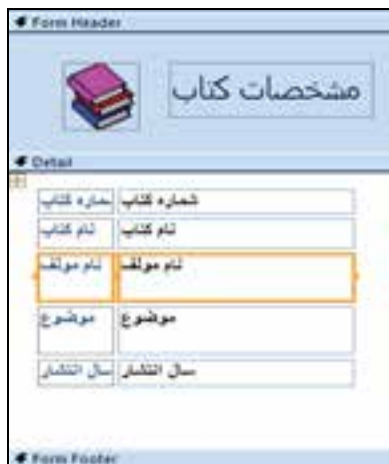 Form Header
مشخصات کتاب
Detail
شماره کتاب شماره کتاب
نام کتاب نام کتاب
نام مولف نام مولف
موضوع موضوع
سال انتشار سال انتشار
Form Footer